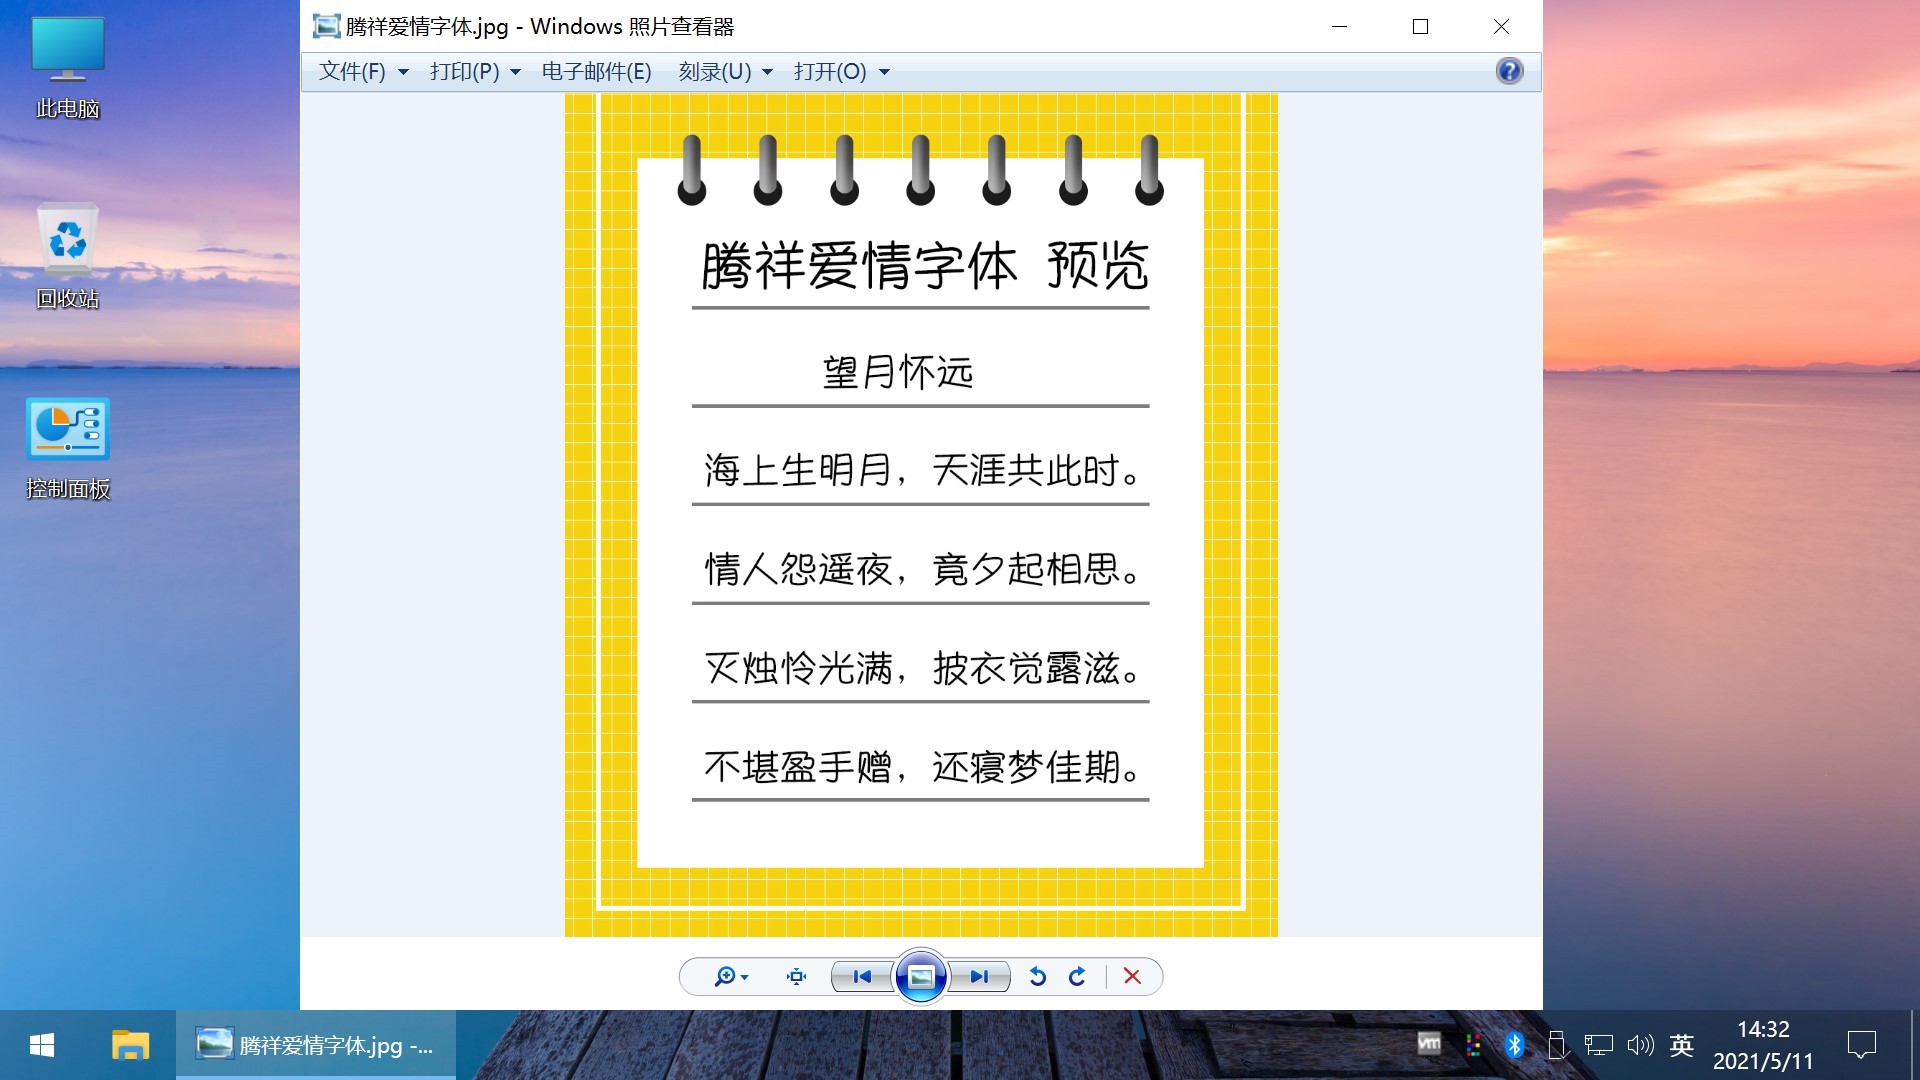 腾祥爱情字体.jpg - Windows 照片查看器
文件(F) 打印(P) 电子邮件(E) 刻录(U) 打开(O)
此电脑
回收站
控制面板
腾祥爱情字体 预览
望月怀远
海上生明月，天涯共此时。
情人怨遥夜，竟夕起相思。
灭烛怜光满，披衣觉露滋。
不堪盈手赠，还寝梦佳期。
腾祥爱情字体.jpg -...
vm
英
14:32
2021/5/11